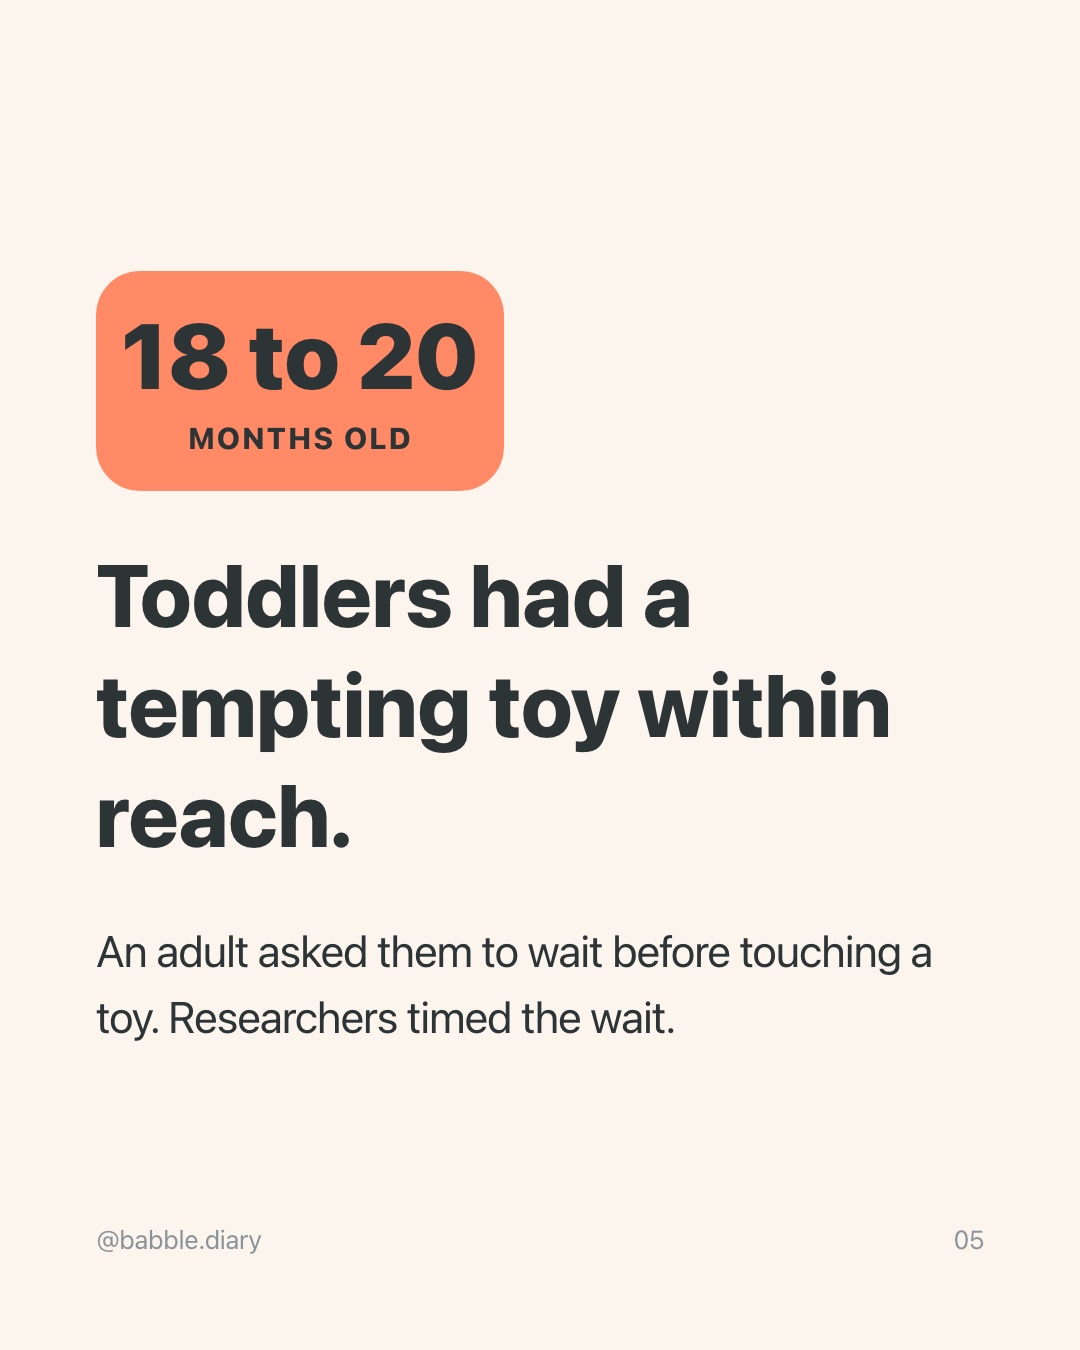 18 to 20
MONTHS OLD
Toddlers had a
tempting toy within
reach.
An adult asked them to wait before touching a
toy. Researchers timed the wait.
@babble.diary
05